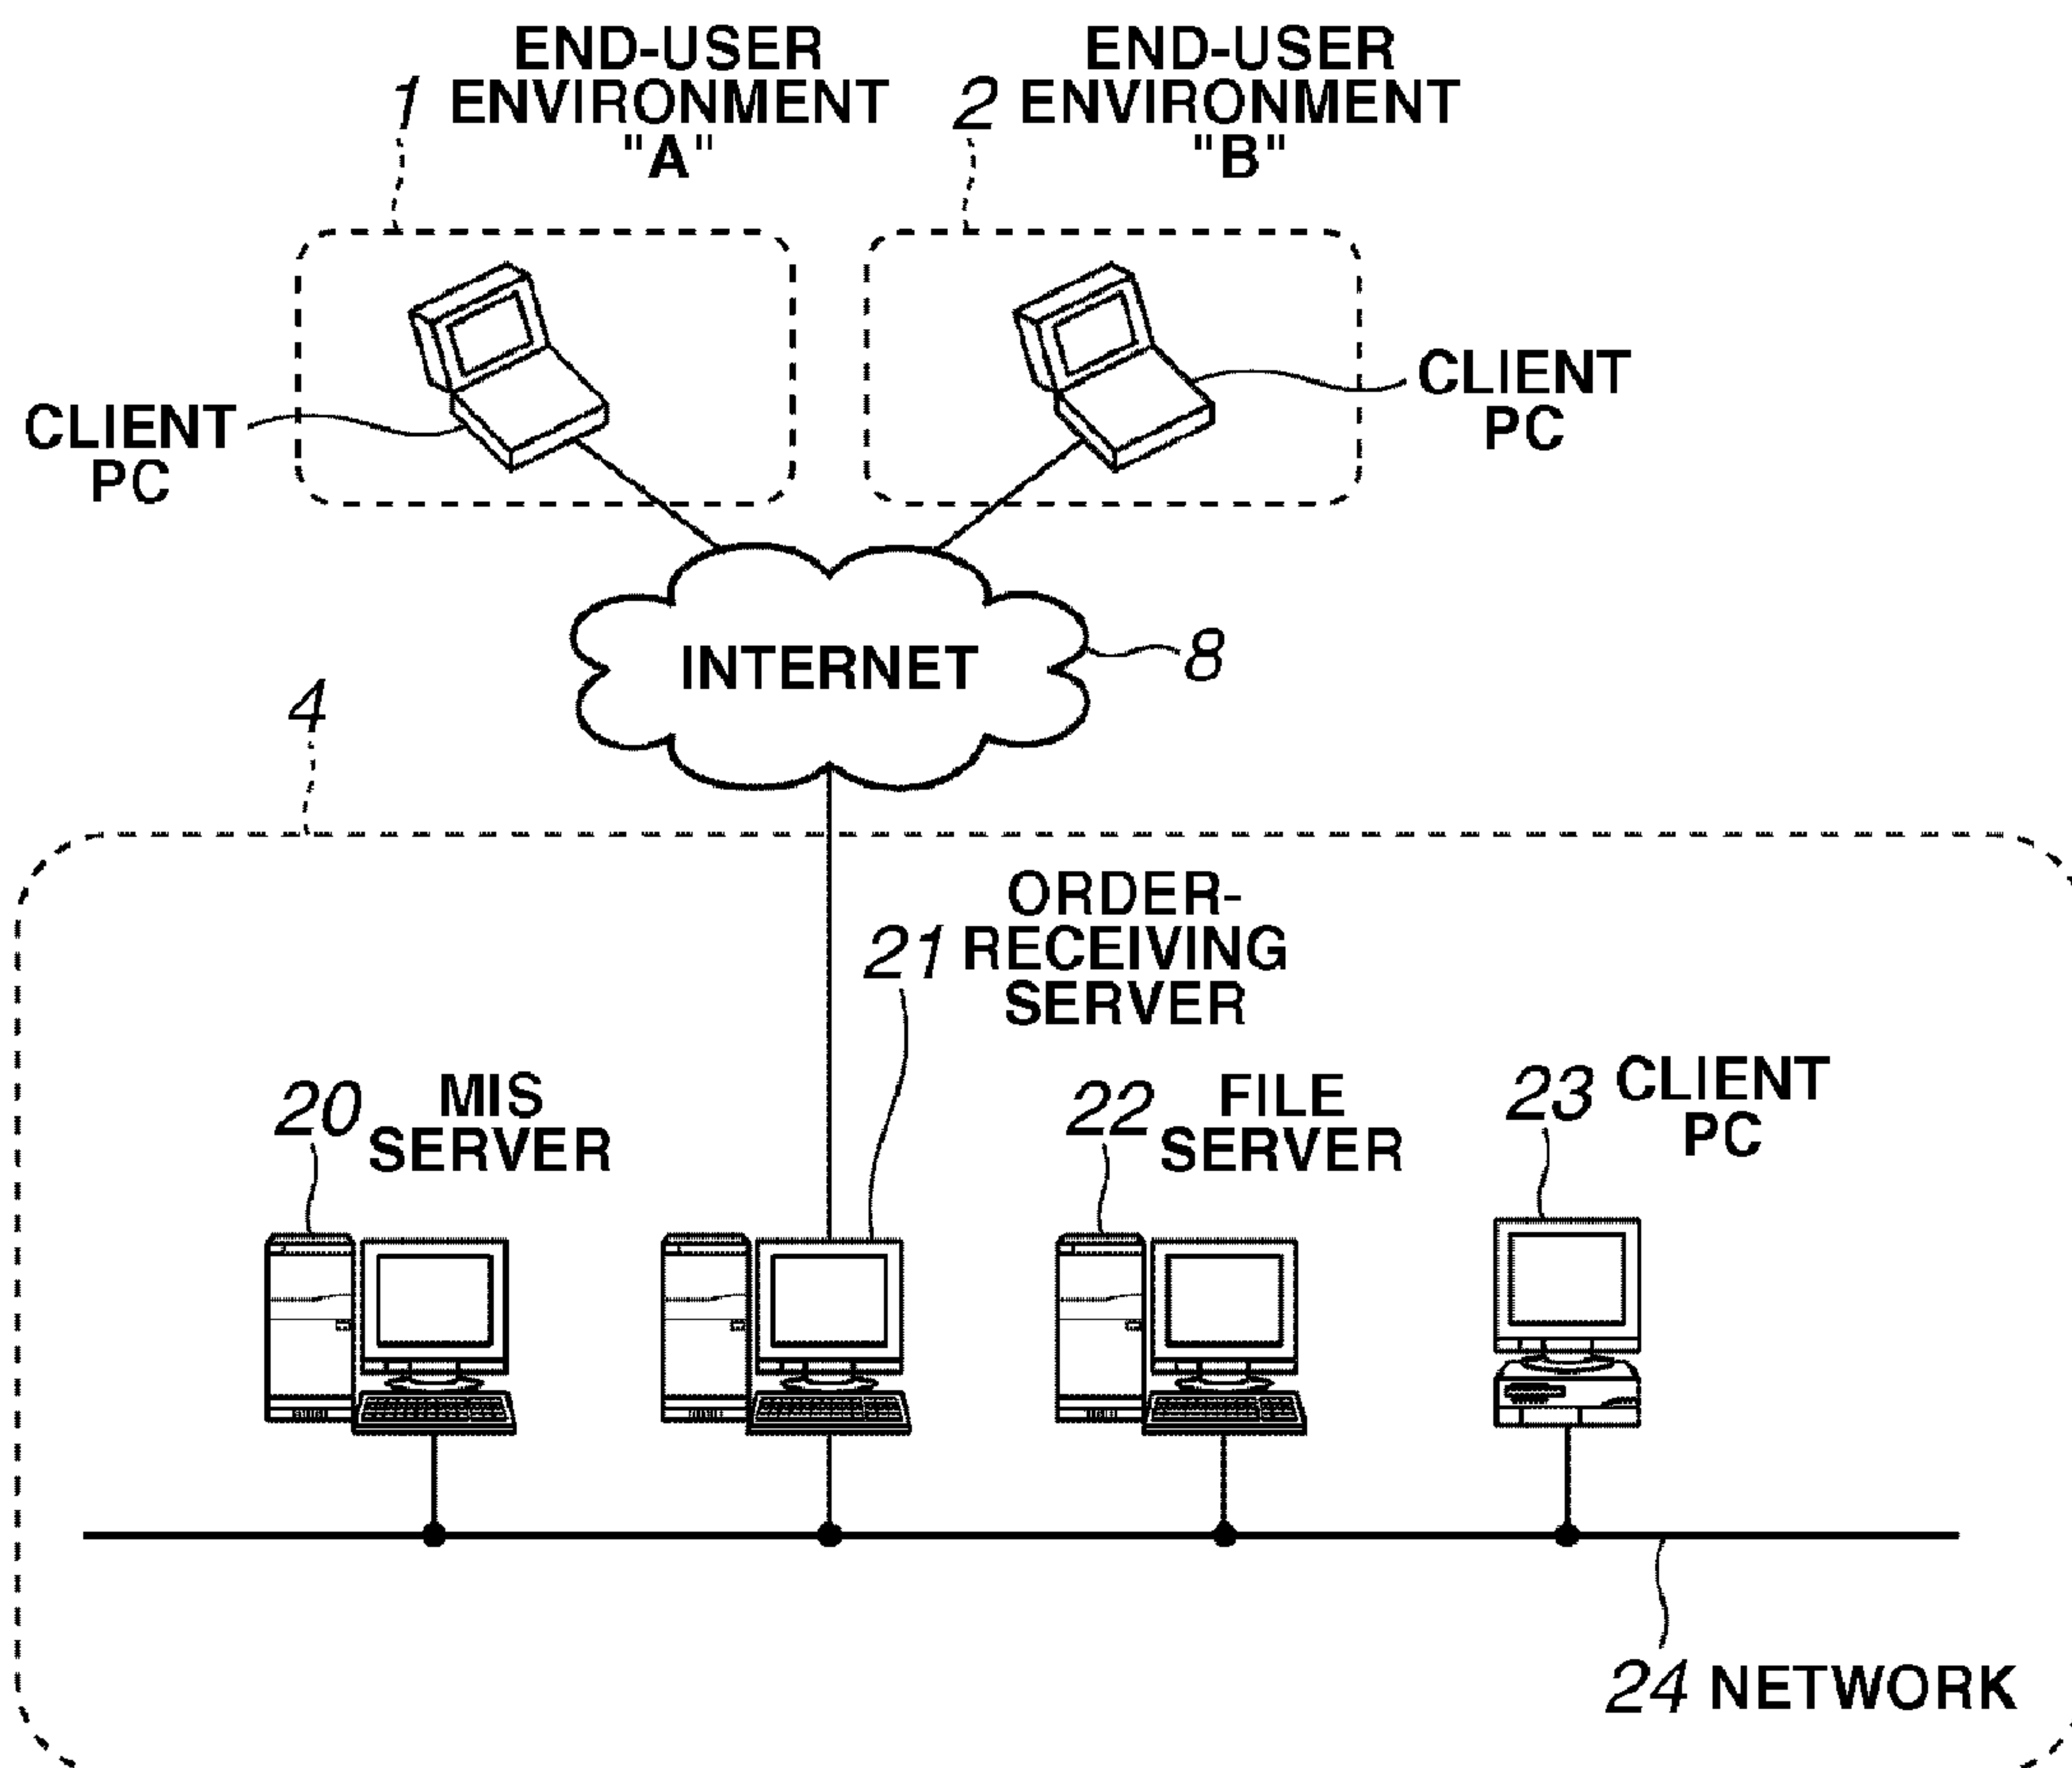 1
END-USER
ENVIRONMENT
"A"
2
END-USER
ENVIRONMENT
"B"
CLIENT
PC
CLIENT
PC
INTERNET
8
4
21
ORDER-
RECEIVING
SERVER
20
MIS
SERVER
22
FILE
SERVER
23
CLIENT
PC
24 NETWORK